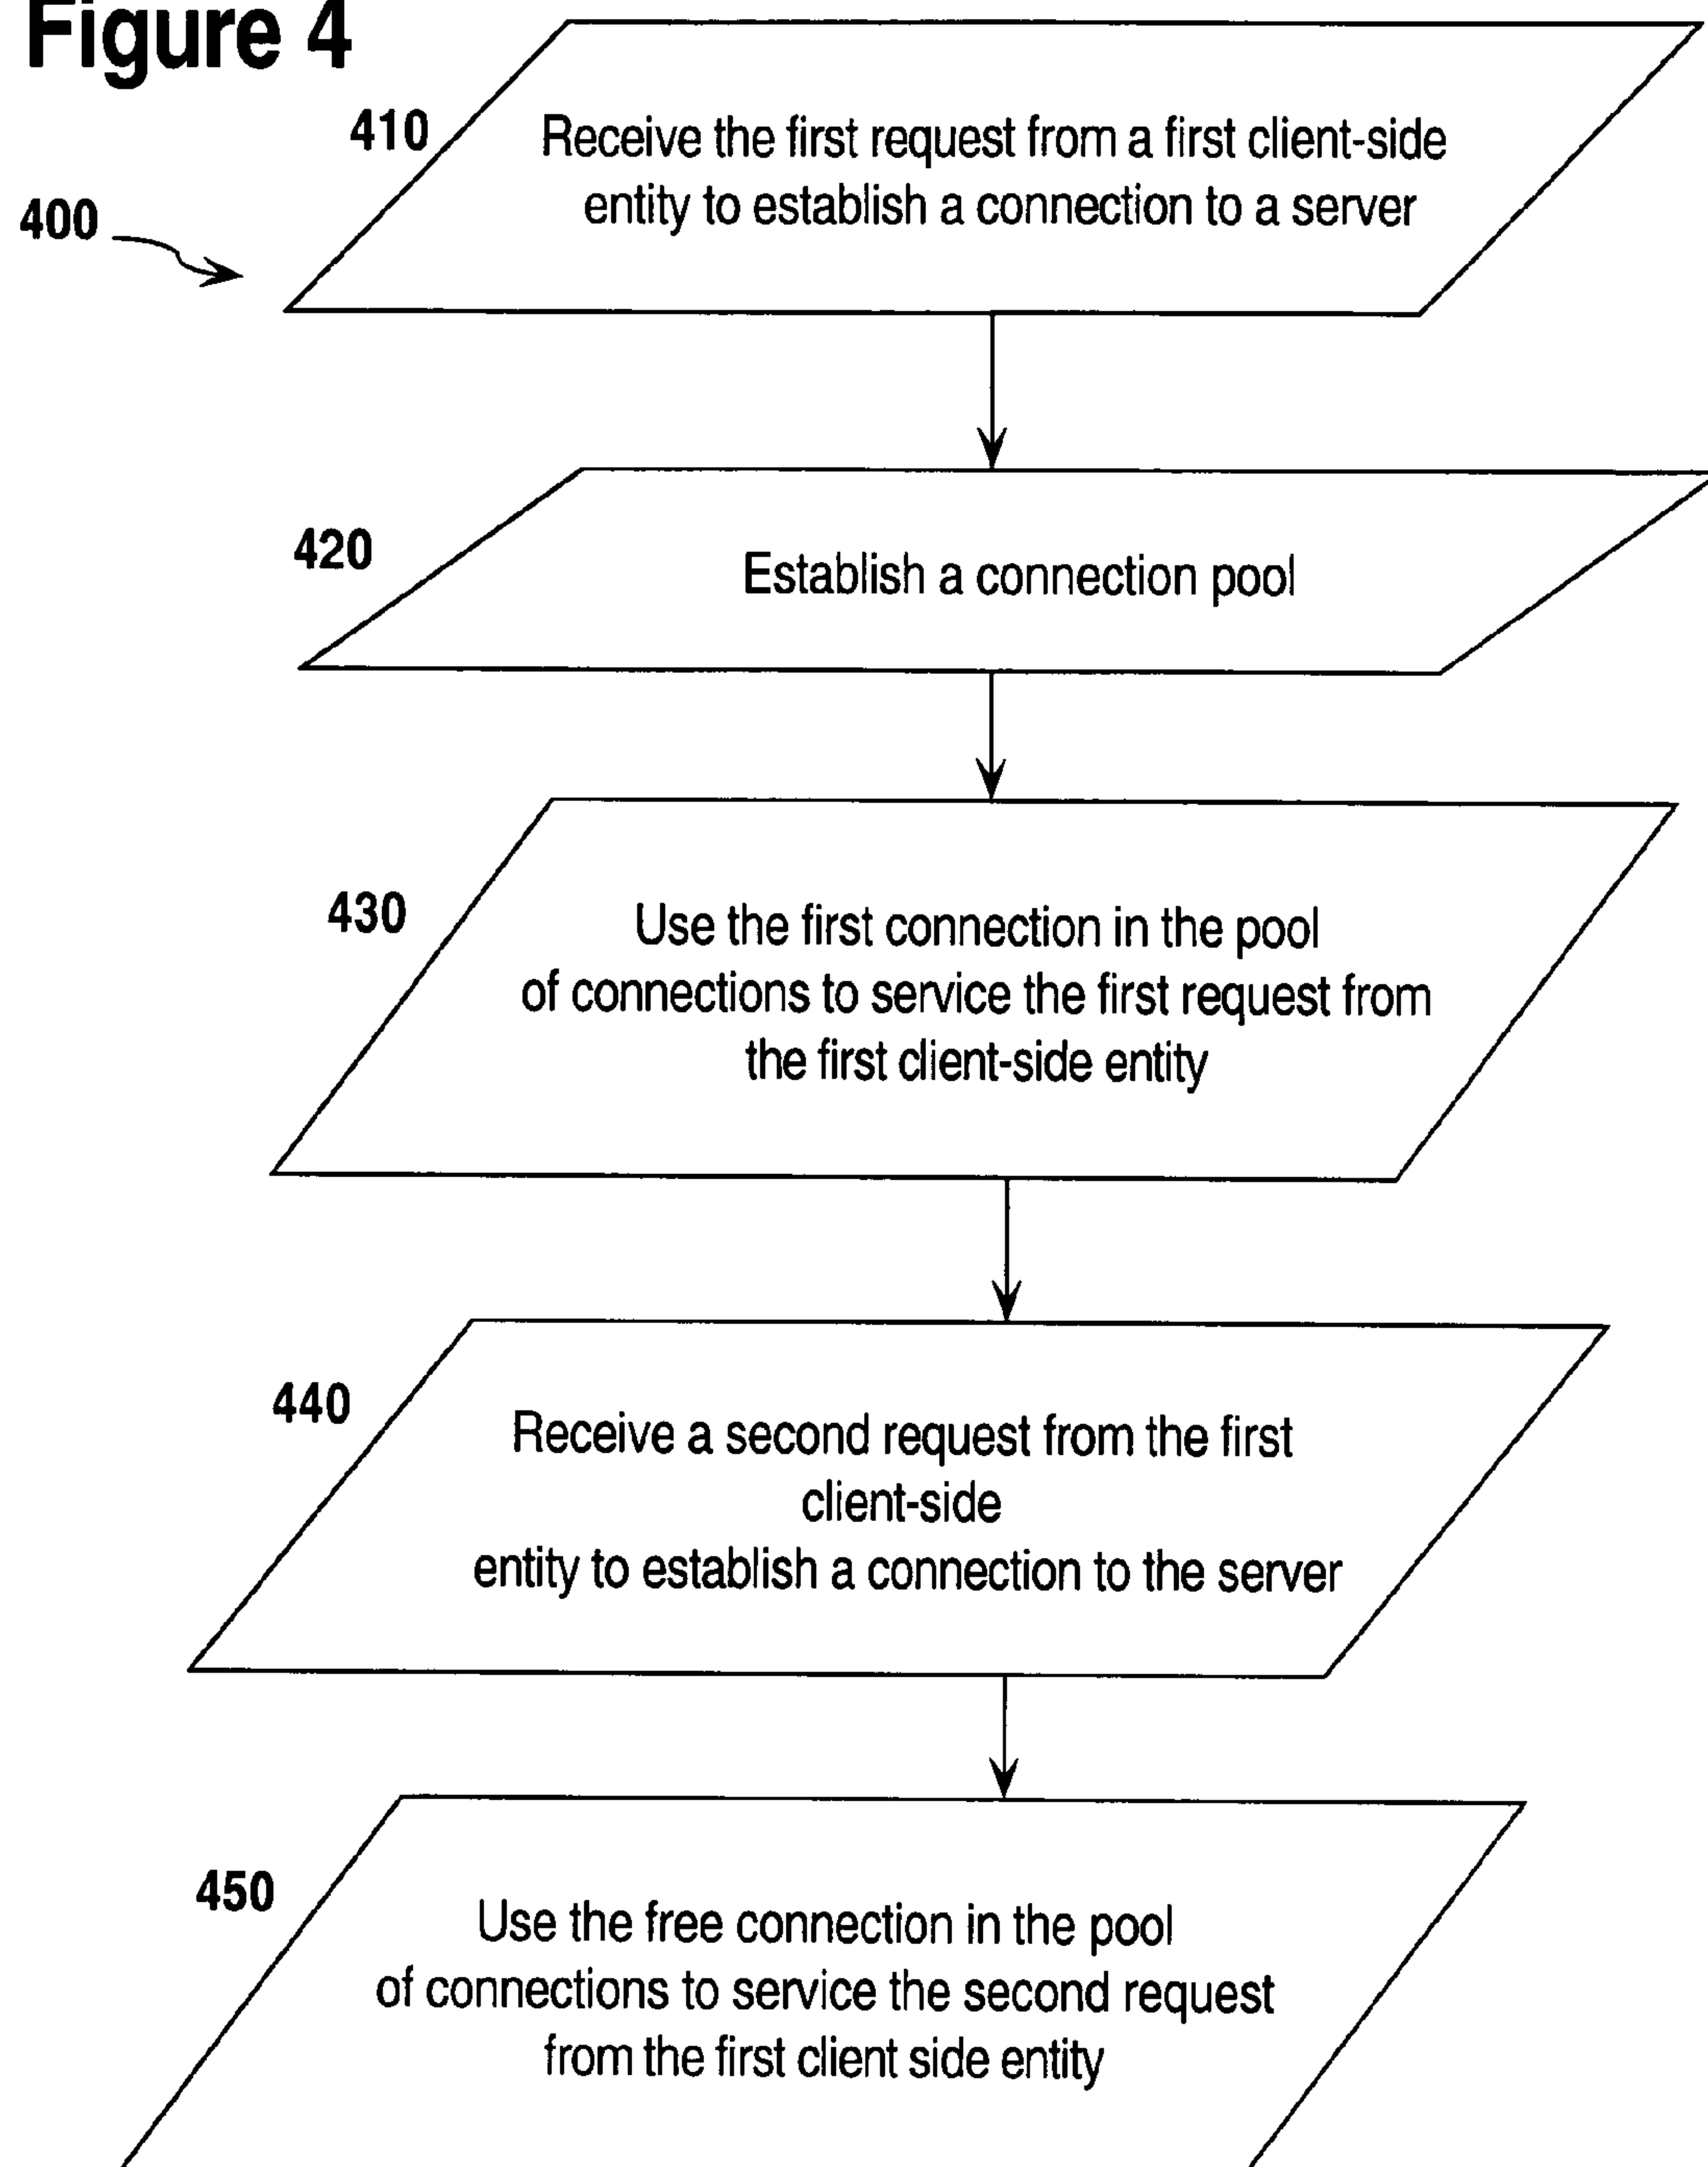 Figure 4
410
Receive the first request from a first client-side
entity to establish a connection to a server
400
420
Establish a connection pool
430
Use the first connection in the pool
of connections to service the first request from
the first client-side entity
440
Receive a second request from the first
client-side
entity to establish a connection to the server
450
Use the free connection in the pool
of connections to service the second request
from the first client side entity